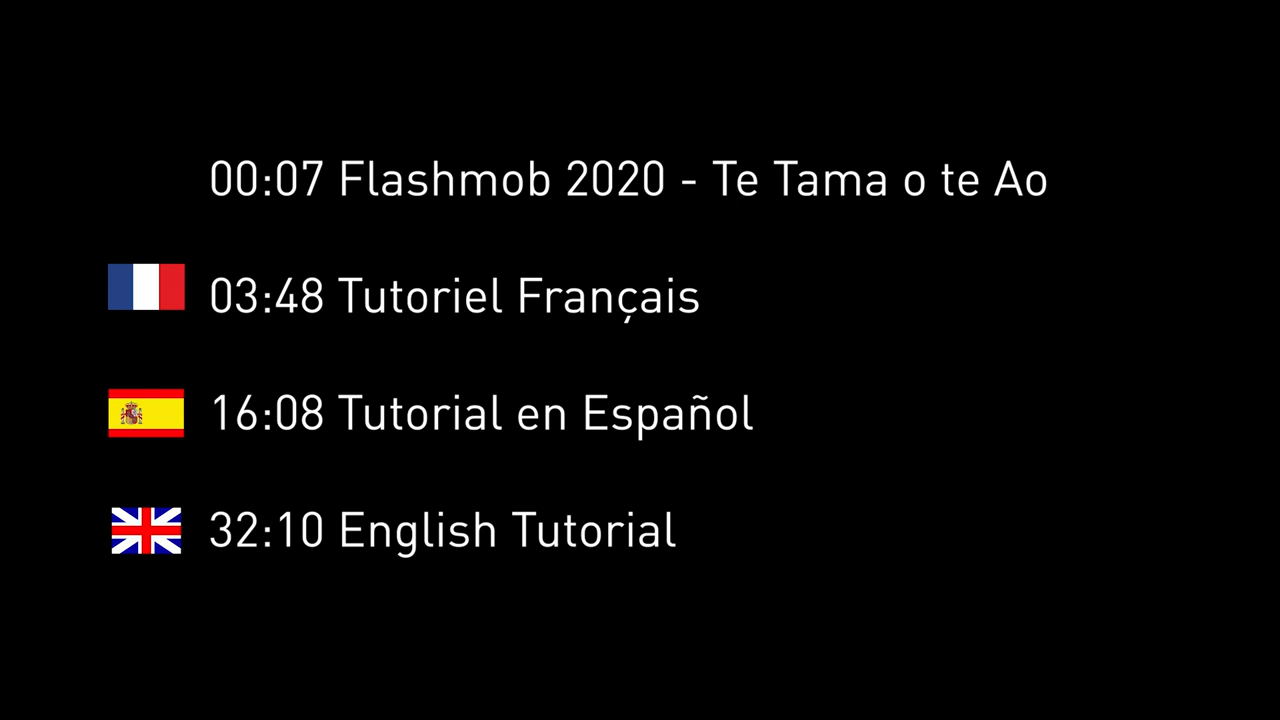 00:07 Flashmob 2020 - Te Tama o te Ao
03:48 Tutoriel Français
16:08 Tutorial en Español
32:10 English Tutorial